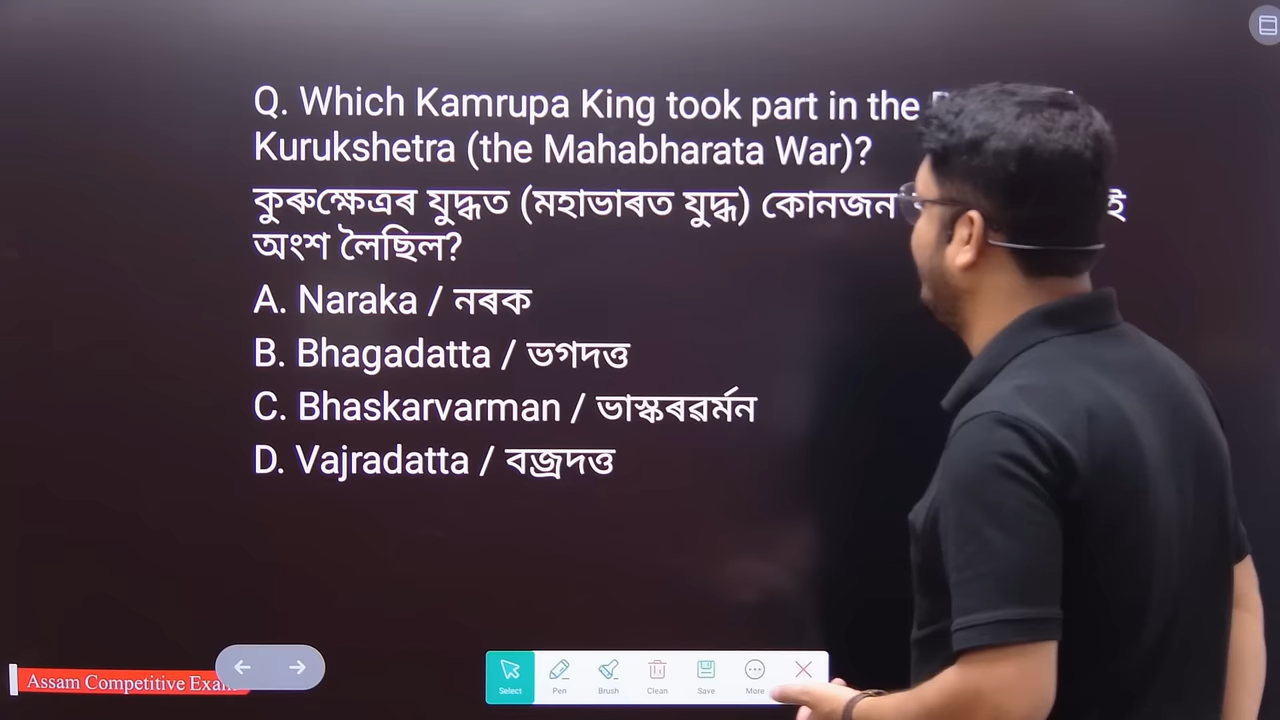 Q. Which Kamrupa King took part in the
Kurukshetra (the Mahabharata War)?
কুৰুক্ষেত্ৰৰ যুদ্ধত (মহাভাৰত যুদ্ধ) কোনজন
অংশ লৈছিল?
A. Naraka / নৰক
B. Bhagadatta / ভগদত্ত
C. Bhaskarvarman / ভাস্কৰৱৰ্মন
D. Vajradatta / বজ্ৰদত্ত
Assam Competitive Exam
Select Pen Brush Clean Save More